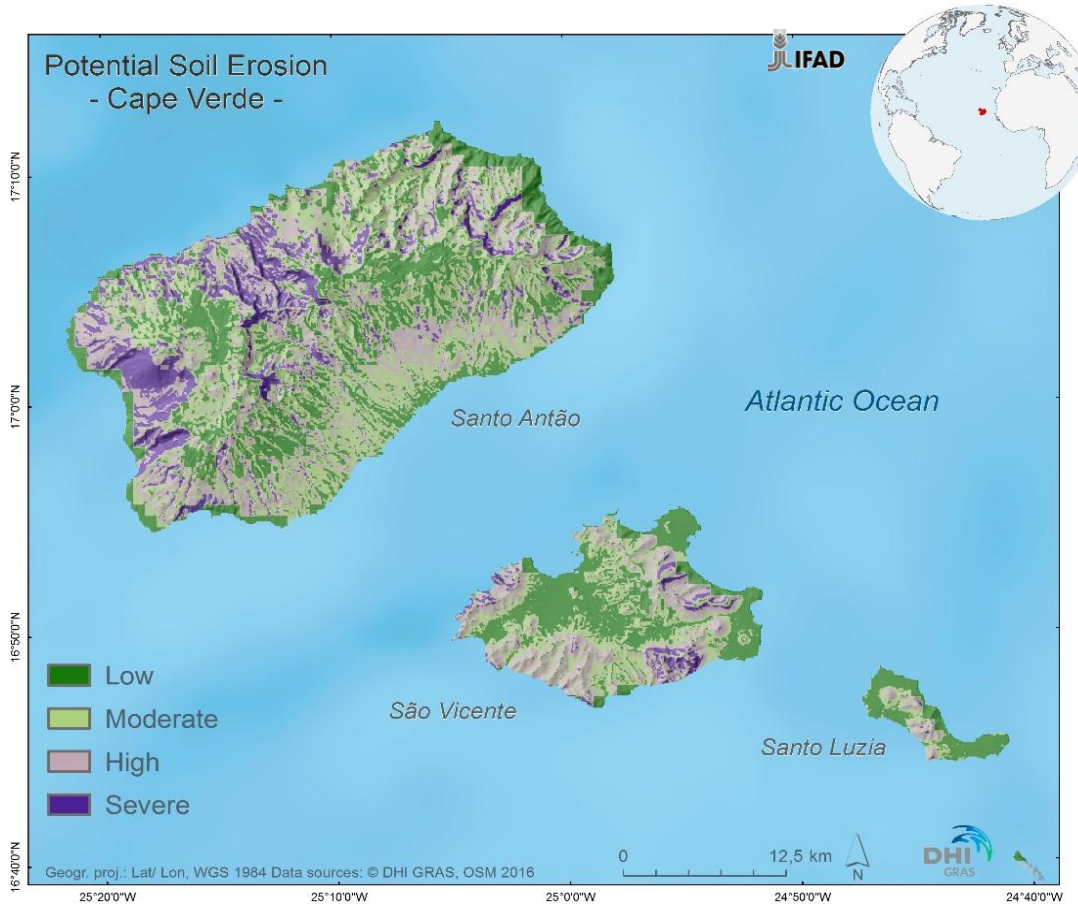 Potential Soil Erosion
- Cape Verde -
IFAD
17°10'0"N
17°0'0"N
16°50'0"N
16°40'0"N
Santo Antão
Atlantic Ocean
São Vicente
Santo Luzia
Low
Moderate
High
Severe
0 12,5 km
N
DHI
GRAS
Geogr. proj.: Lat/ Lon, WGS 1984 Data sources: © DHI GRAS, OSM 2016
25°20'0"W 25°10'0"W 25°0'0"W 24°50'0"W 24°40'0"W